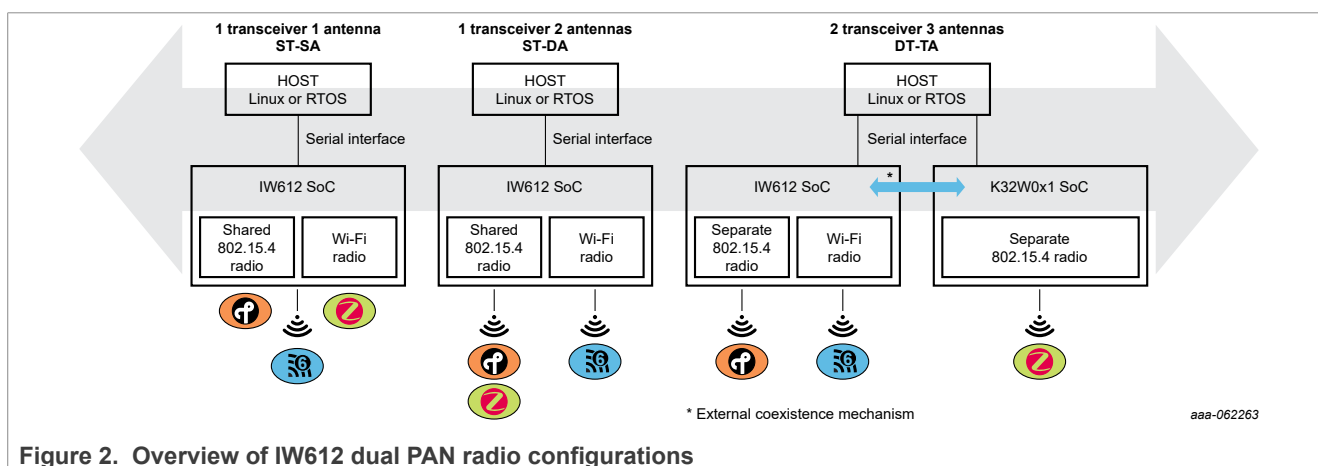 1 transceiver 1 antenna
ST-SA
HOST
Linux or RTOS
Serial interface
IW612 SoC
Shared
802.15.4
radio
Wi-Fi
radio
6
1 transceiver 2 antennas
ST-DA
HOST
Linux or RTOS
Serial interface
IW612 SoC
Shared
802.15.4
radio
Wi-Fi
radio
6
2 transceiver 3 antennas
DT-TA
HOST
Linux or RTOS
Serial interface
IW612 SoC
*
K32W0x1 SoC
Separate
802.15.4
radio
Wi-Fi
radio
Separate
802.15.4 radio
6
* External coexistence mechanism
aaa-062263
Figure 2. Overview of IW612 dual PAN radio configurations